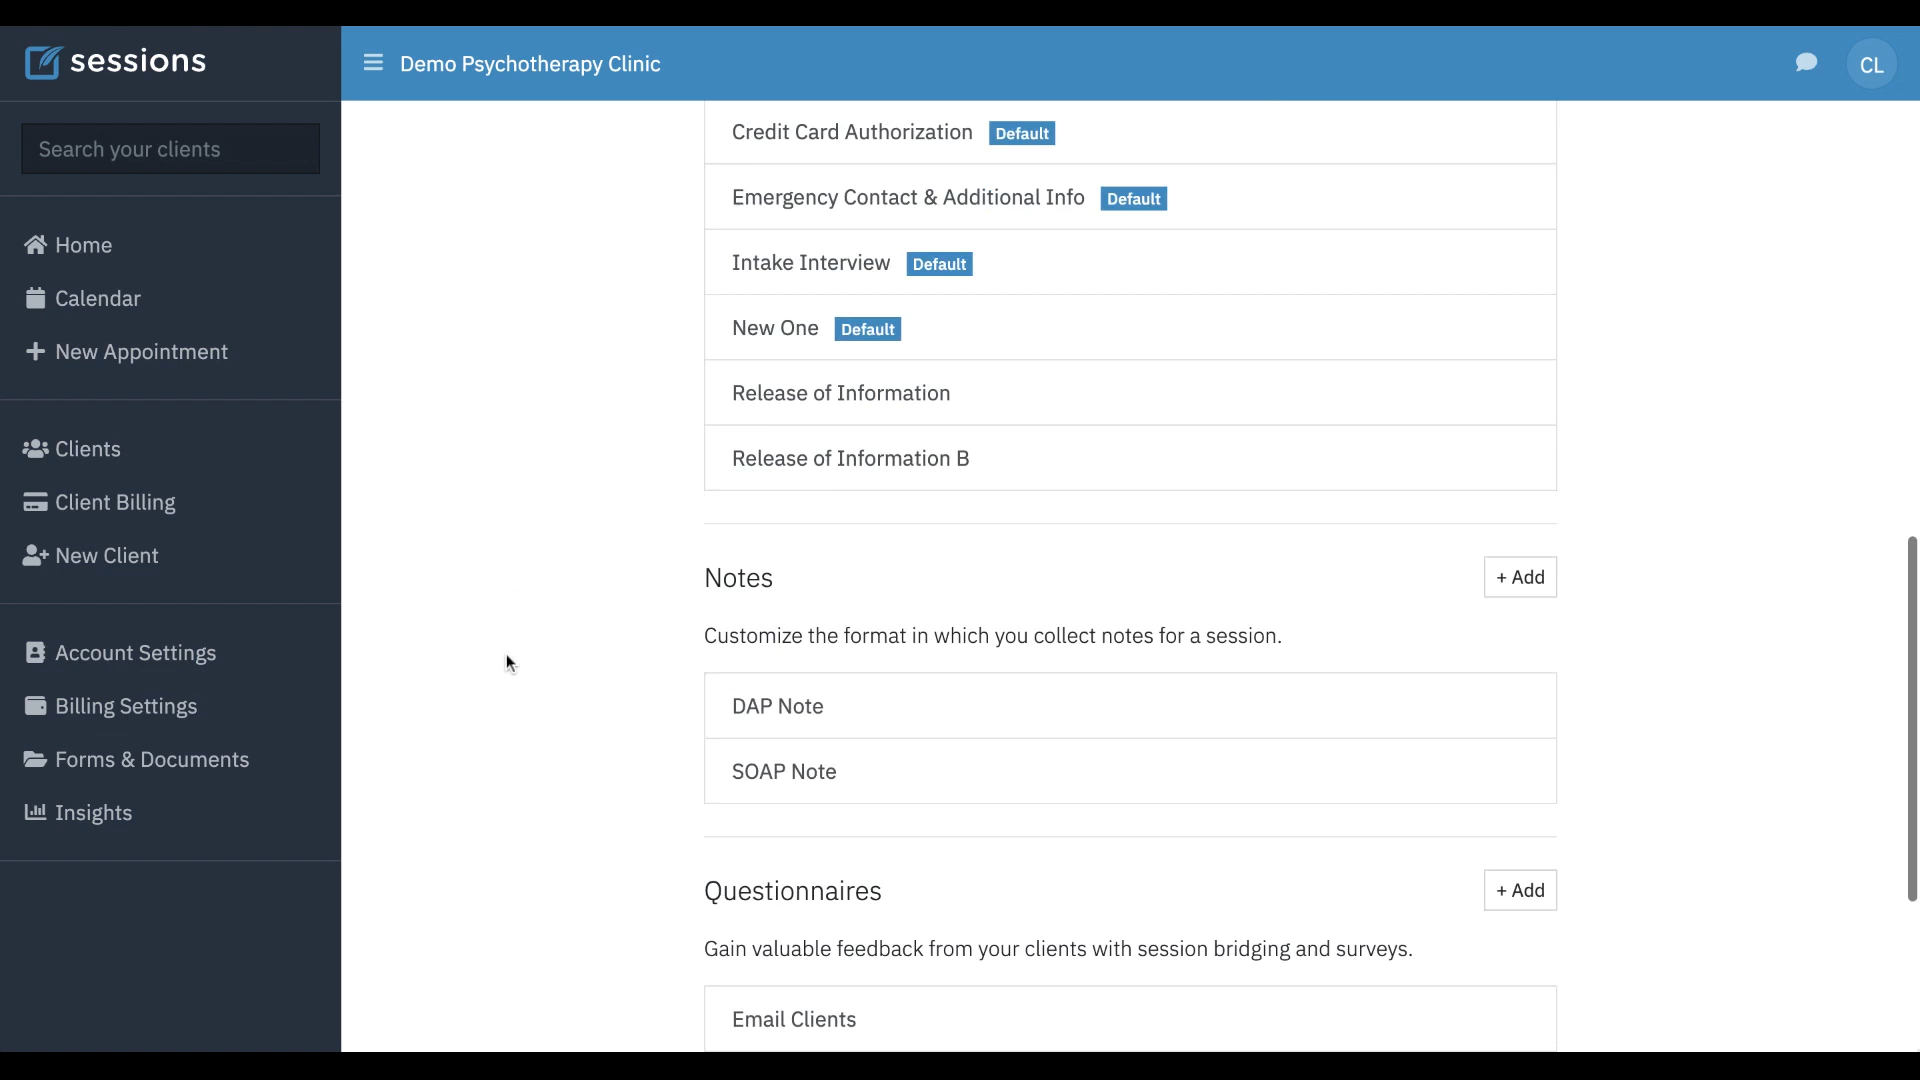 sessions
Demo Psychotherapy Clinic
CL
Search your clients
Home
Calendar
New Appointment
Clients
Client Billing
New Client
Account Settings
Billing Settings
Forms & Documents
Insights
Credit Card Authorization Default
Emergency Contact & Additional Info Default
Intake Interview Default
New One Default
Release of Information
Release of Information B
Notes
+ Add
Customize the format in which you collect notes for a session.
DAP Note
SOAP Note
Questionnaires
+ Add
Gain valuable feedback from your clients with session bridging and surveys.
Email Clients